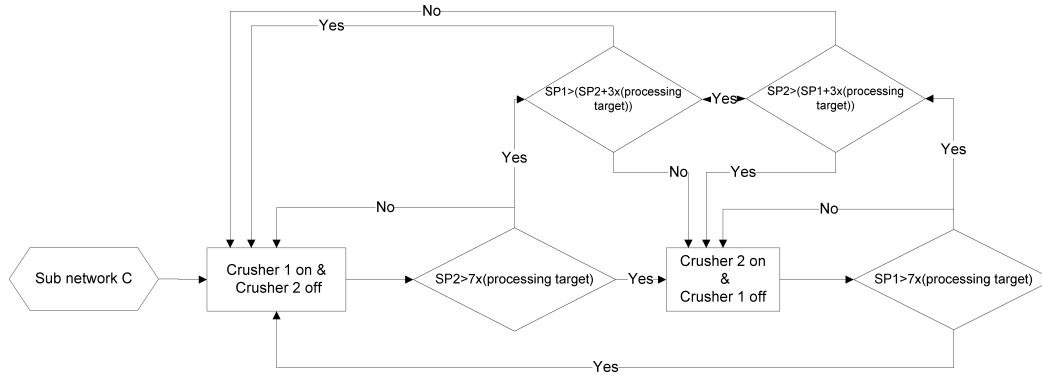 No
Yes
SP1>(SP2+3x(processing
target))
Yes
SP2>(SP1+3x(processing
target))
Yes
Yes
No
Yes
No
No
Sub network C
Crusher 1 on &
Crusher 2 off
SP2>7x(processing target)
Yes
Crusher 2 on
&
Crusher 1 off
SP1>7x(processing target)
Yes